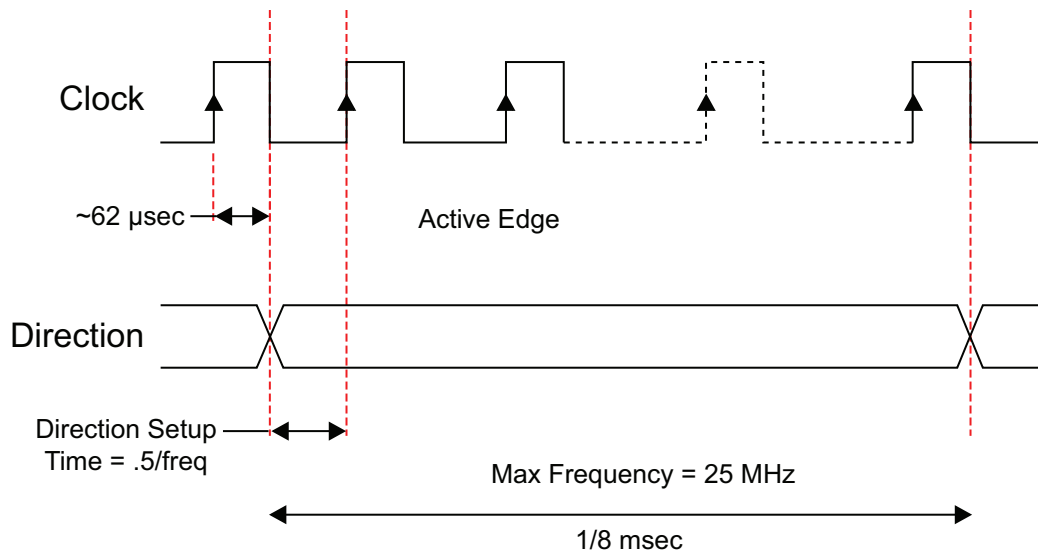 Clock
~62 µsec
Active Edge
Direction
Direction Setup
Time = .5/freq
Max Frequency = 25 MHz
1/8 msec